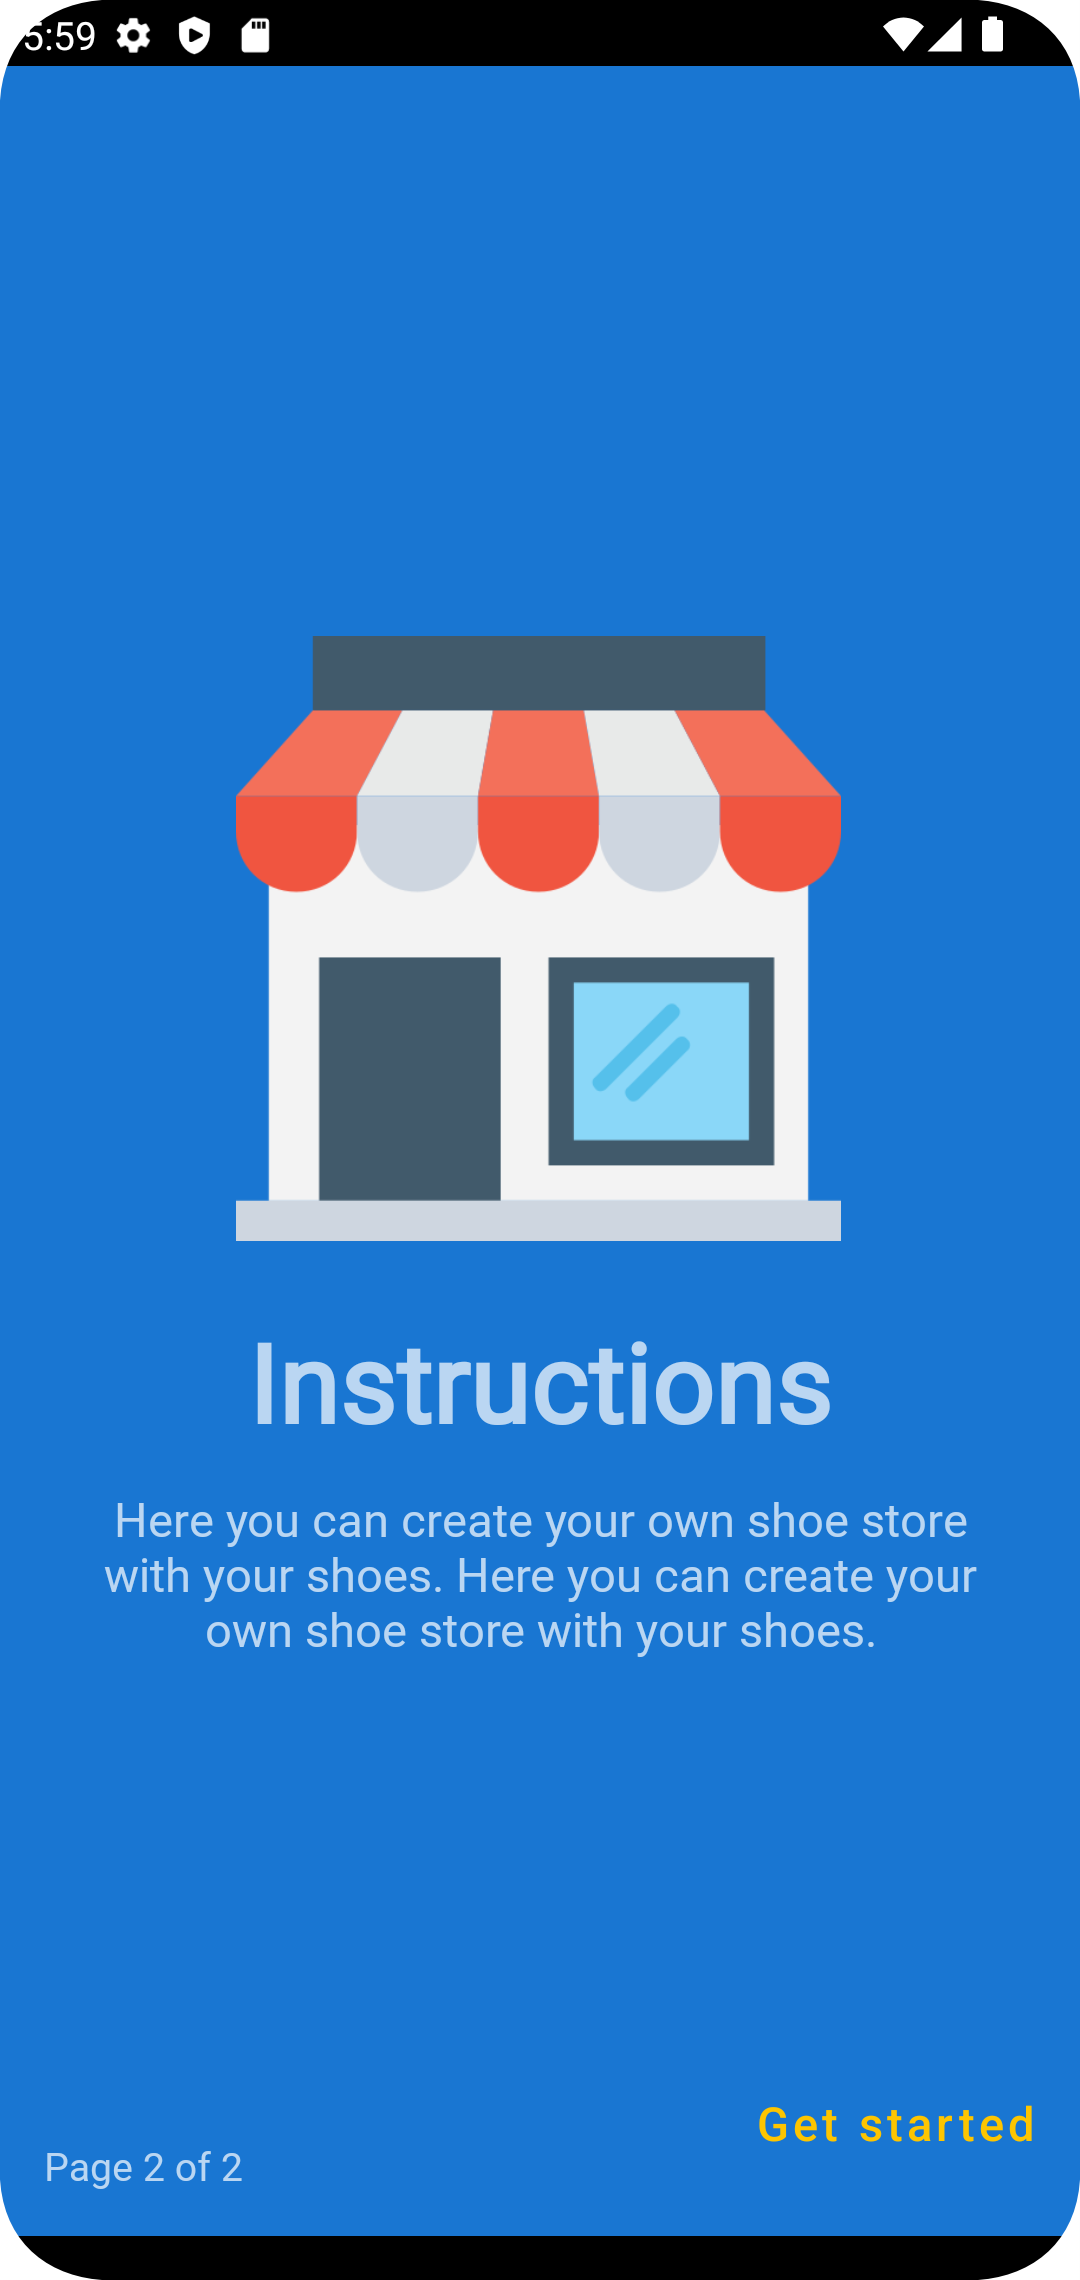 5:59
Instructions
Here you can create your own shoe store
with your shoes. Here you can create your
own shoe store with your shoes.
Get started
Page 2 of 2